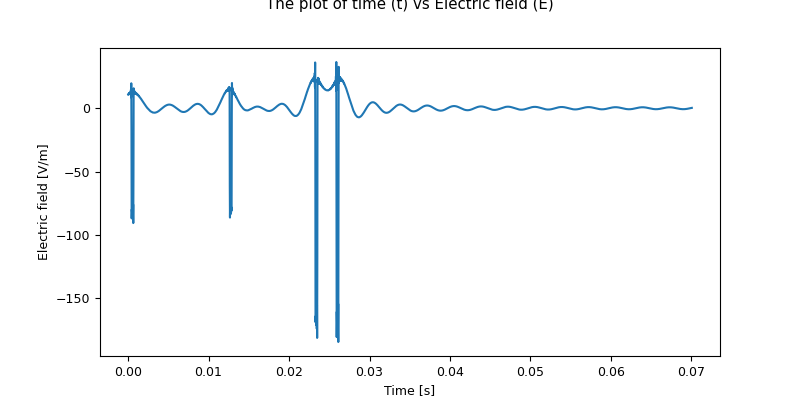 The plot of time (t) vs Electric field (E)
Electric field [V/m]
0
−50
−100
−150
0.00 0.01 0.02 0.03 0.04 0.05 0.06 0.07
Time [s]